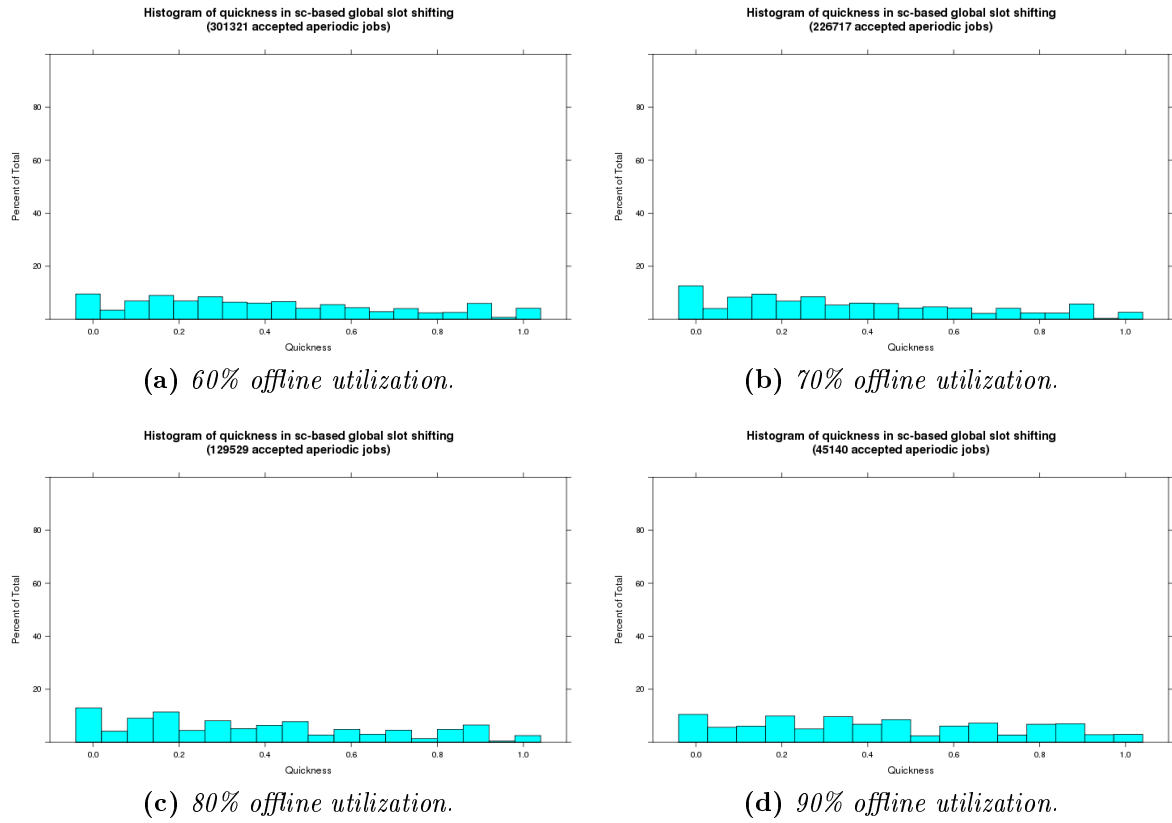 Histogram of quickness in sc-based global slot shifting
(301321 accepted aperiodic jobs)
80
60
40
20
Percent of Total
0.0 0.2 0.4 0.6 0.8 1.0
Quickness
(a) 60% offline utilization.
Histogram of quickness in sc-based global slot shifting
(226717 accepted aperiodic jobs)
80
60
40
20
Percent of Total
0.0 0.2 0.4 0.6 0.8 1.0
Quickness
(b) 70% offline utilization.
Histogram of quickness in sc-based global slot shifting
(129529 accepted aperiodic jobs)
80
60
40
20
Percent of Total
0.0 0.2 0.4 0.6 0.8 1.0
Quickness
(c) 80% offline utilization.
Histogram of quickness in sc-based global slot shifting
(45140 accepted aperiodic jobs)
80
60
40
20
Percent of Total
0.0 0.2 0.4 0.6 0.8 1.0
Quickness
(d) 90% offline utilization.